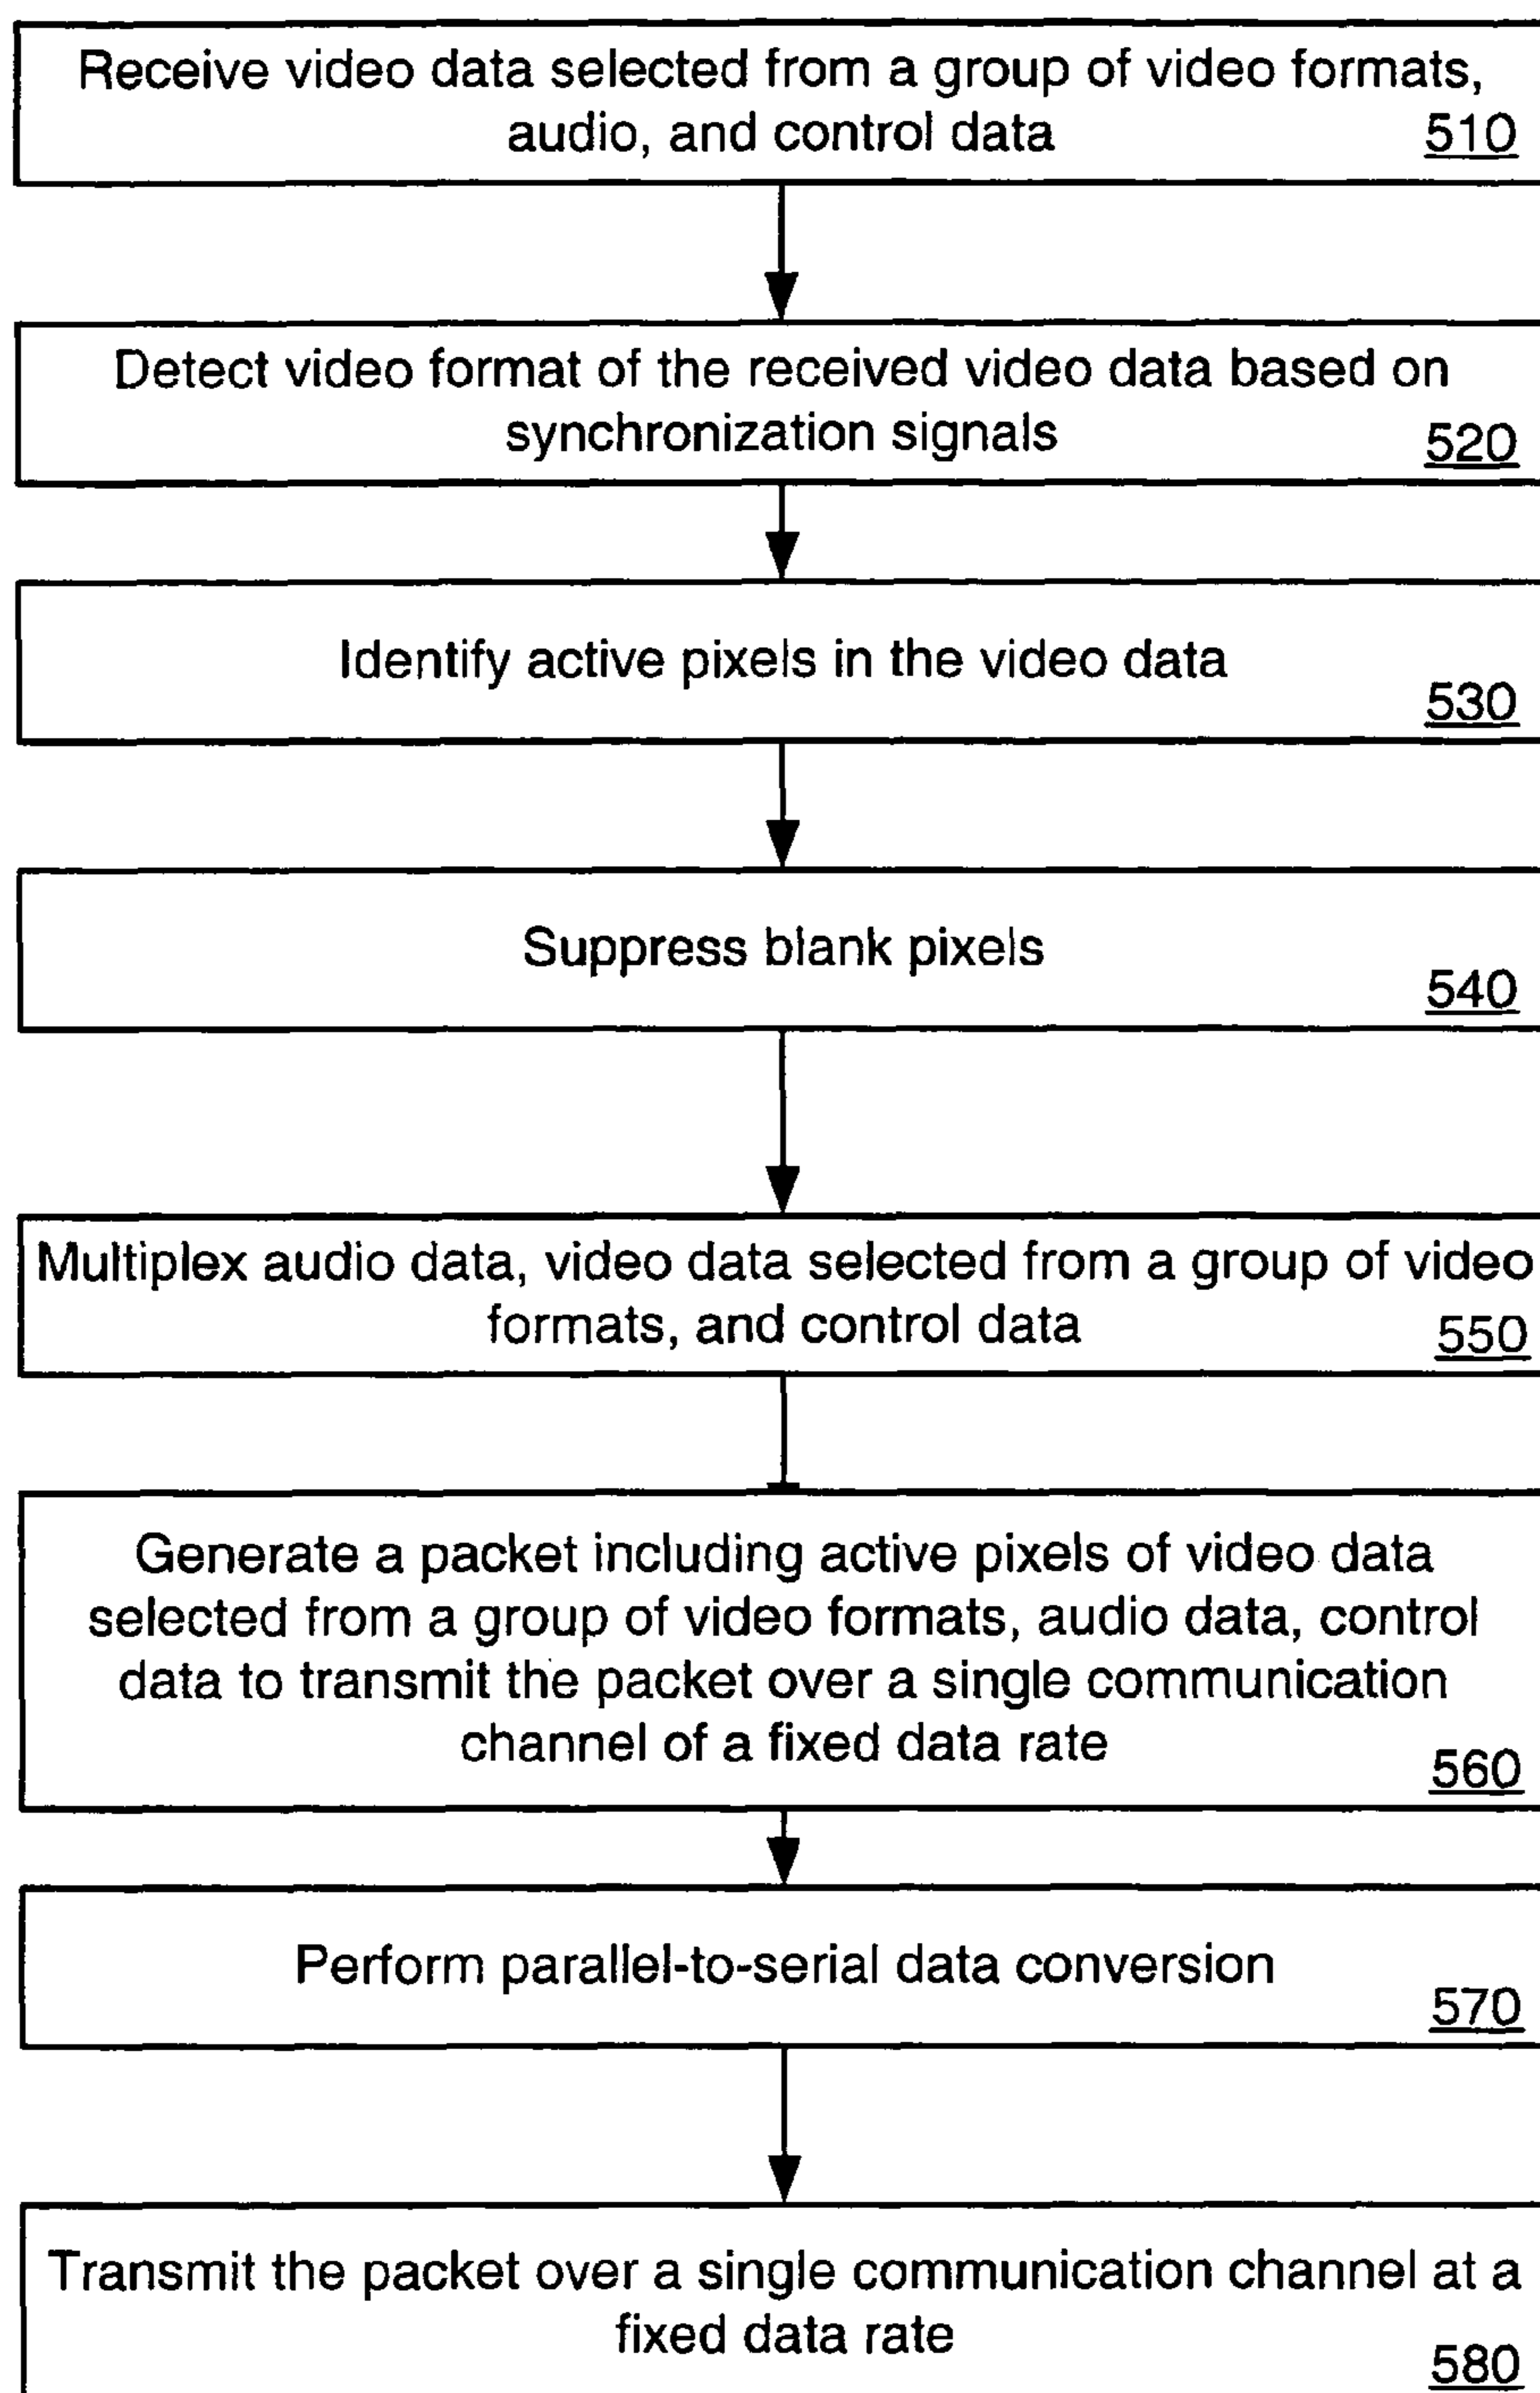 Receive video data selected from a group of video formats,
audio, and control data
510
Detect video format of the received video data based on
synchronization signals
520
Identify active pixels in the video data
530
Suppress blank pixels
540
Multiplex audio data, video data selected from a group of video
formats, and control data
550
Generate a packet including active pixels of video data
selected from a group of video formats, audio data, control
data to transmit the packet over a single communication
channel of a fixed data rate
560
Perform parallel-to-serial data conversion
570
Transmit the packet over a single communication channel at a
fixed data rate
580